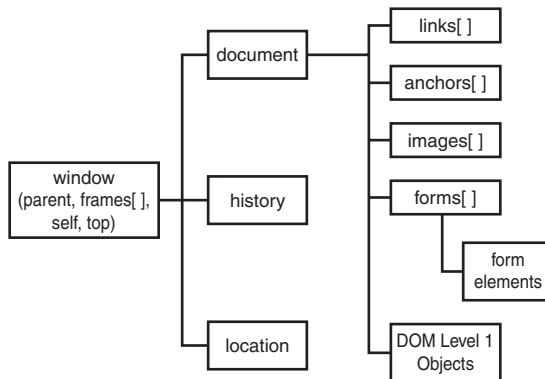 window
(parent, frames[ ],
self, top)
document
history
location
links[ ]
anchors[ ]
images[ ]
forms[ ]
form
elements
DOM Level 1
Objects